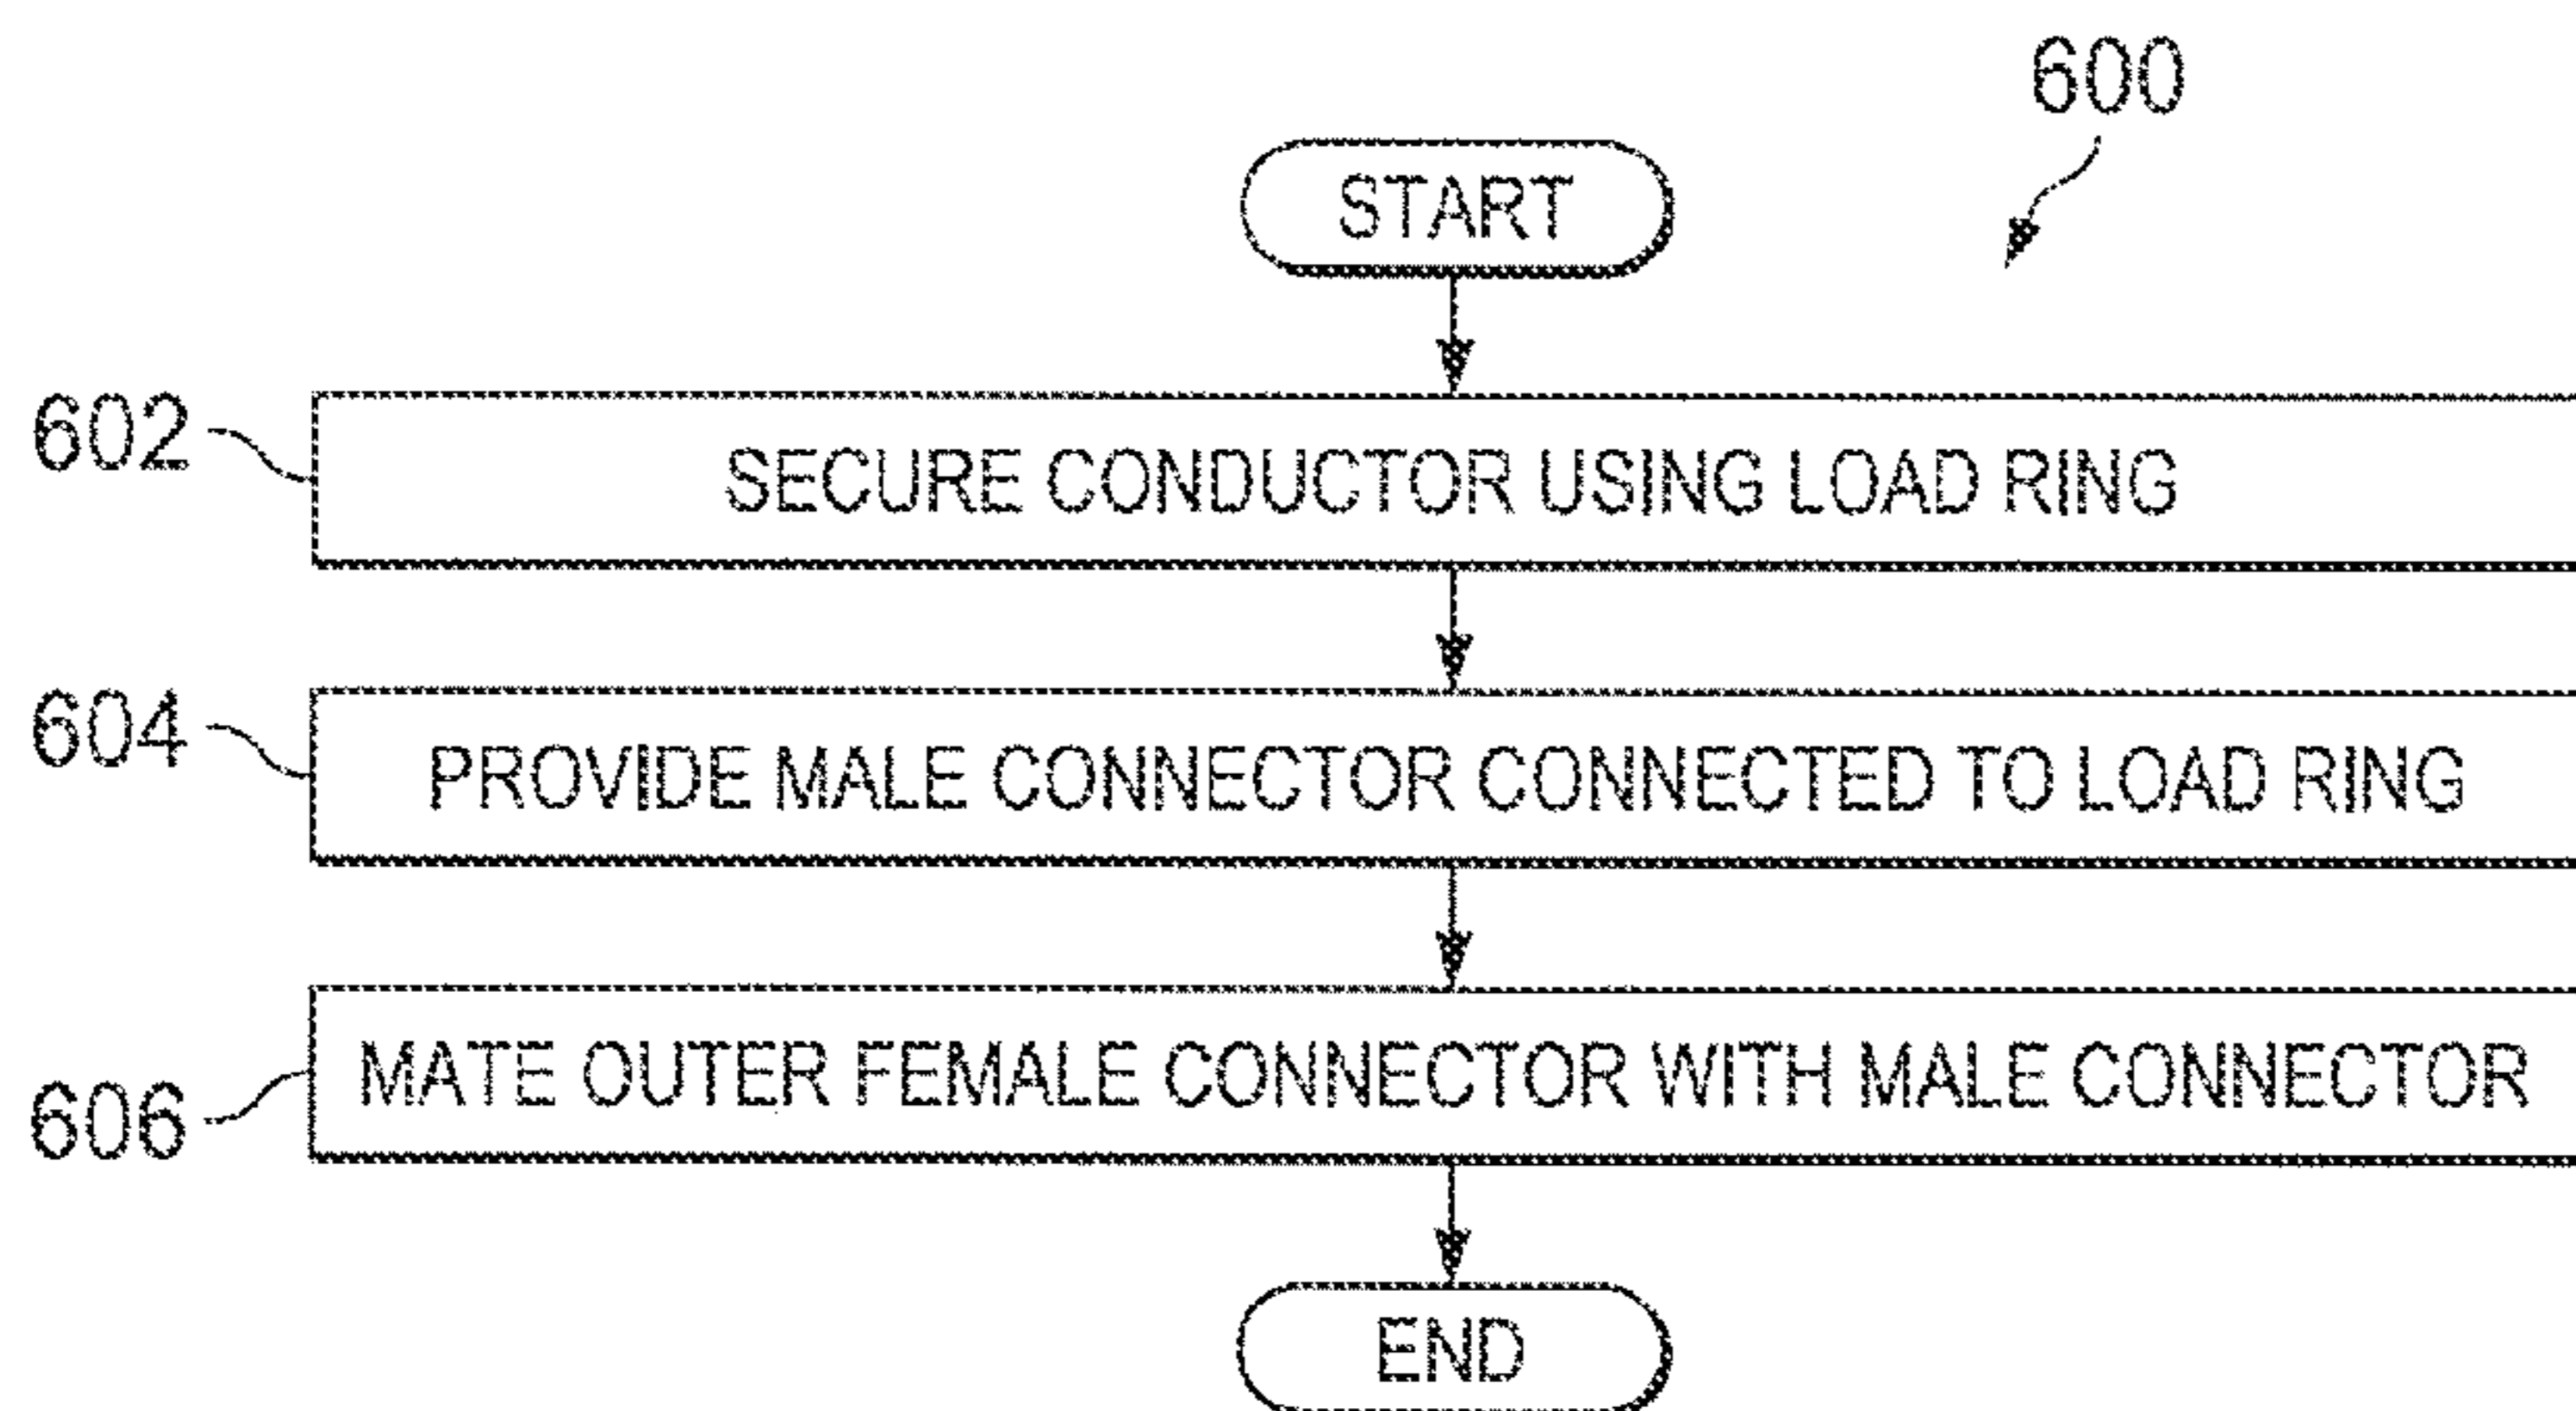 600
START
602
SECURE CONDUCTOR USING LOAD RING
604
PROVIDE MALE CONNECTOR CONNECTED TO LOAD RING
MATE OUTER FEMALE CONNECTOR WITH MALE CONNECTOR
606
END